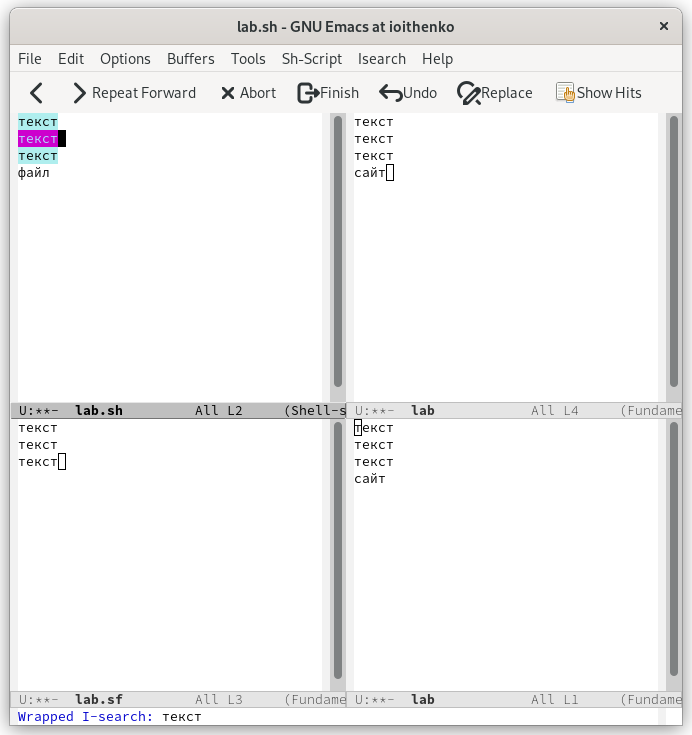 lab.sh - GNU Emacs at ioithenko
File Edit Options Buffers Tools Sh-Script Isearch Help
Repeat Forward Abort Finish Undo Replace Show Hits
текст
текст
текст
файл
U:**- lab.sh All L2 (Shell-s
текст
текст
текст
сайт
U:**- lab All L4 (Fundame
текст
текст
текст
U:**- lab.sf All L3 (Fundame
текст
текст
текст
сайт
U:**- lab All L1 (Fundame
Wrapped I-search: текст